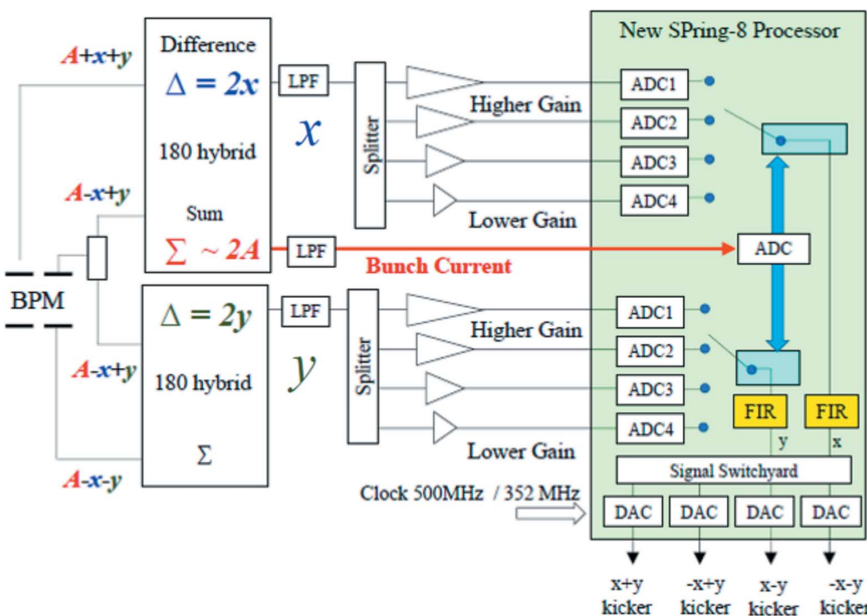 New SPring-8 Processor
A+x+y
Difference
Δ = 2x
LPF
x
180 hybrid
Splitter
Higher Gain
Lower Gain
ADC1
ADC2
ADC3
ADC4
A-x+y
Sum
Σ ~ 2A
LPF
Bunch Current
ADC
BPM
Δ = 2y
LPF
y
180 hybrid
Σ
Splitter
Higher Gain
Lower Gain
ADC1
ADC2
ADC3
ADC4
A-x+y
A-x-y
FIR
FIR
y
x
Signal Switchyard
Clock 500MHz / 352 MHz
DAC
DAC
DAC
DAC
x+y
kicker
-x+y
kicker
x-y
kicker
-x-y
kicker